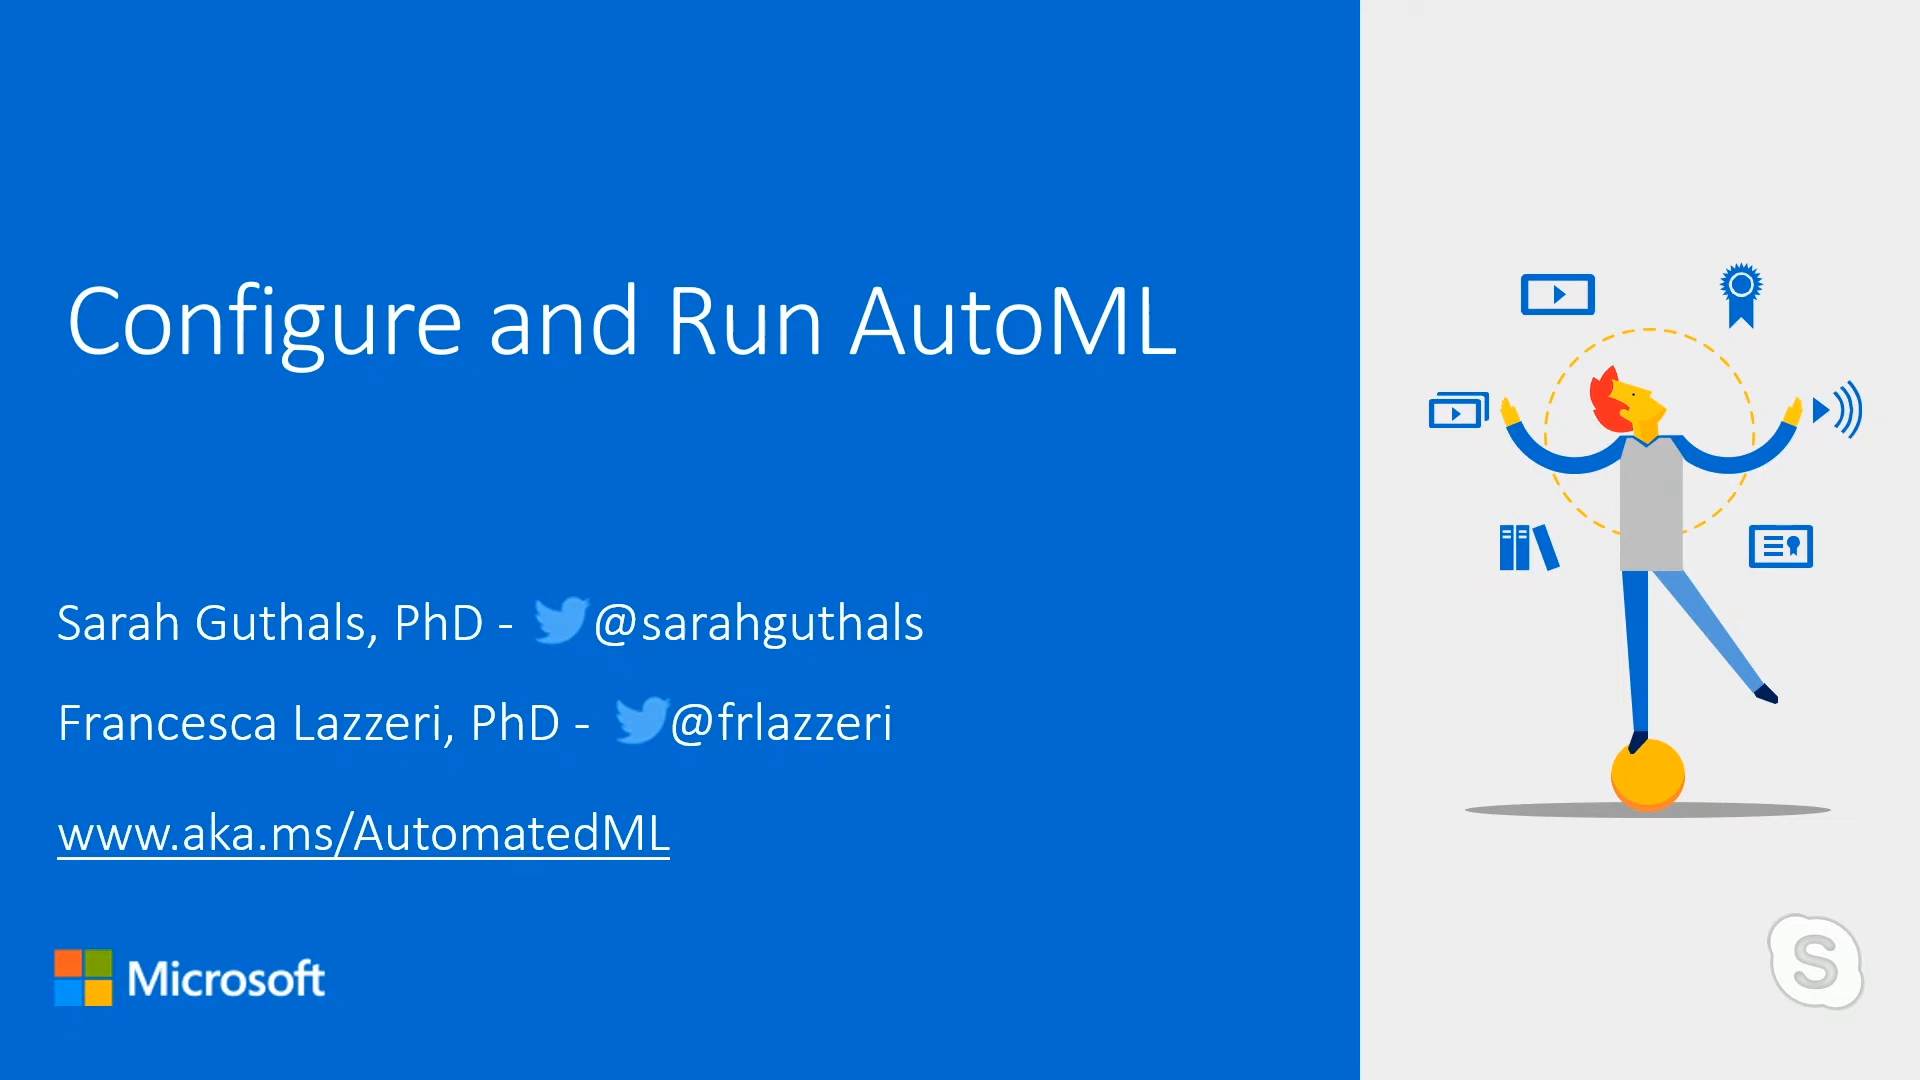 Configure and Run AutoML
Sarah Guthals, PhD - @sarahguthals
Francesca Lazzeri, PhD - @frlazzeri
www.aka.ms/AutomatedML
Microsoft
S